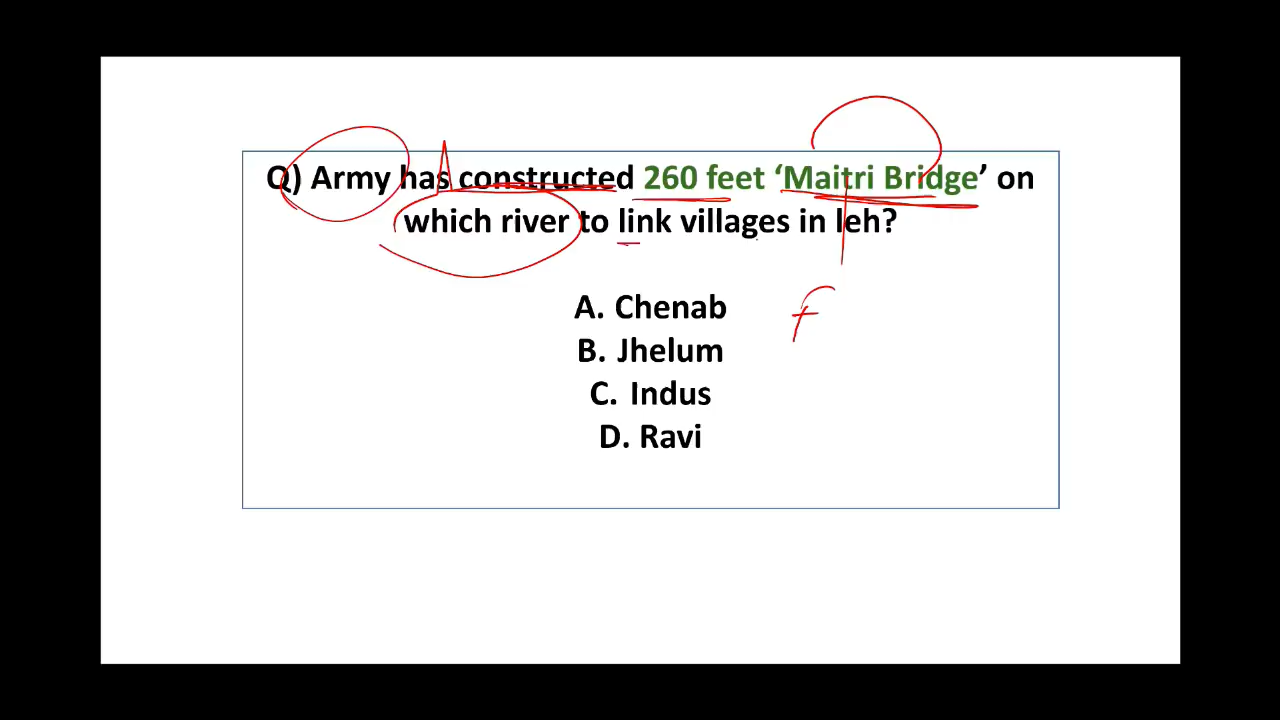 Q) Army has constructed 260 feet ‘Maitri Bridge’ on
which river to link villages in leh?
A. Chenab
B. Jhelum
C. Indus
D. Ravi
f